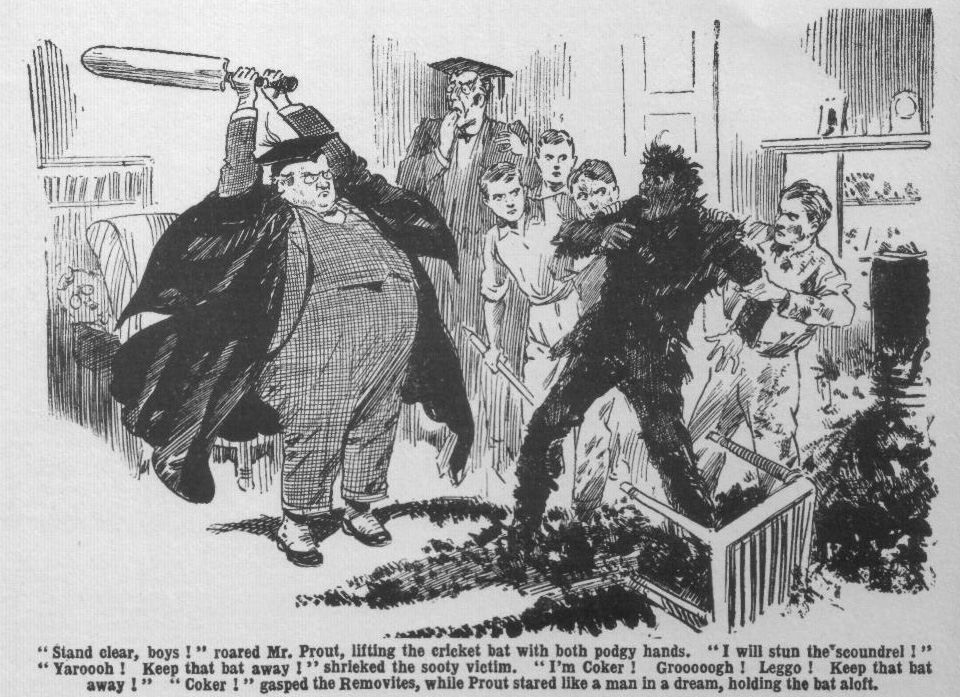 “ Stand clear, boys ! ” roared Mr. Prout, lifting the cricket bat with both podgy hands. “ I will stun the scoundrel ! ”
“ Yaroooh ! Keep that bat away ! ” shrieked the sooty victim. “ I’m Coker ! Grooooogh ! Leggo ! Keep that bat
away ! ” “ Coker ! ” gasped the Removites, while Prout stared like a man in a dream, holding the bat aloft.